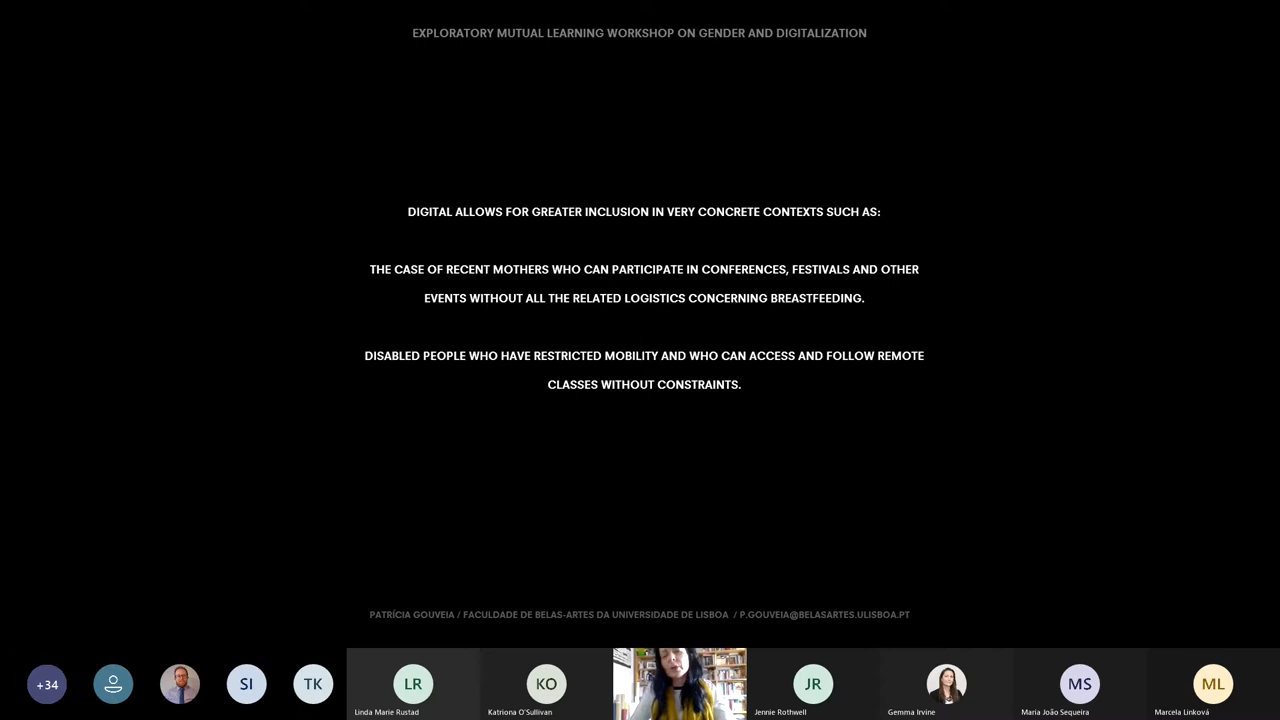 EXPLORATORY MUTUAL LEARNING WORKSHOP ON GENDER AND DIGITALIZATION
DIGITAL ALLOWS FOR GREATER INCLUSION IN VERY CONCRETE CONTEXTS SUCH AS:
THE CASE OF RECENT MOTHERS WHO CAN PARTICIPATE IN CONFERENCES, FESTIVALS AND OTHER
EVENTS WITHOUT ALL THE RELATED LOGISTICS CONCERNING BREASTFEEDING.
DISABLED PEOPLE WHO HAVE RESTRICTED MOBILITY AND WHO CAN ACCESS AND FOLLOW REMOTE
CLASSES WITHOUT CONSTRAINTS.
PATRÍCIA GOUVEIA / FACULDADE DE BELAS-ARTES DA UNIVERSIDADE DE LISBOA / P.GOUVEIA@BELASARTES.ULISBOA.PT
+34 SI TK LR KO JR MS ML
Linda Marie Rustad Katriona O'Sullivan Jennie Rothwell Gemma Irvine Maria João Sequeira Marcela Linková